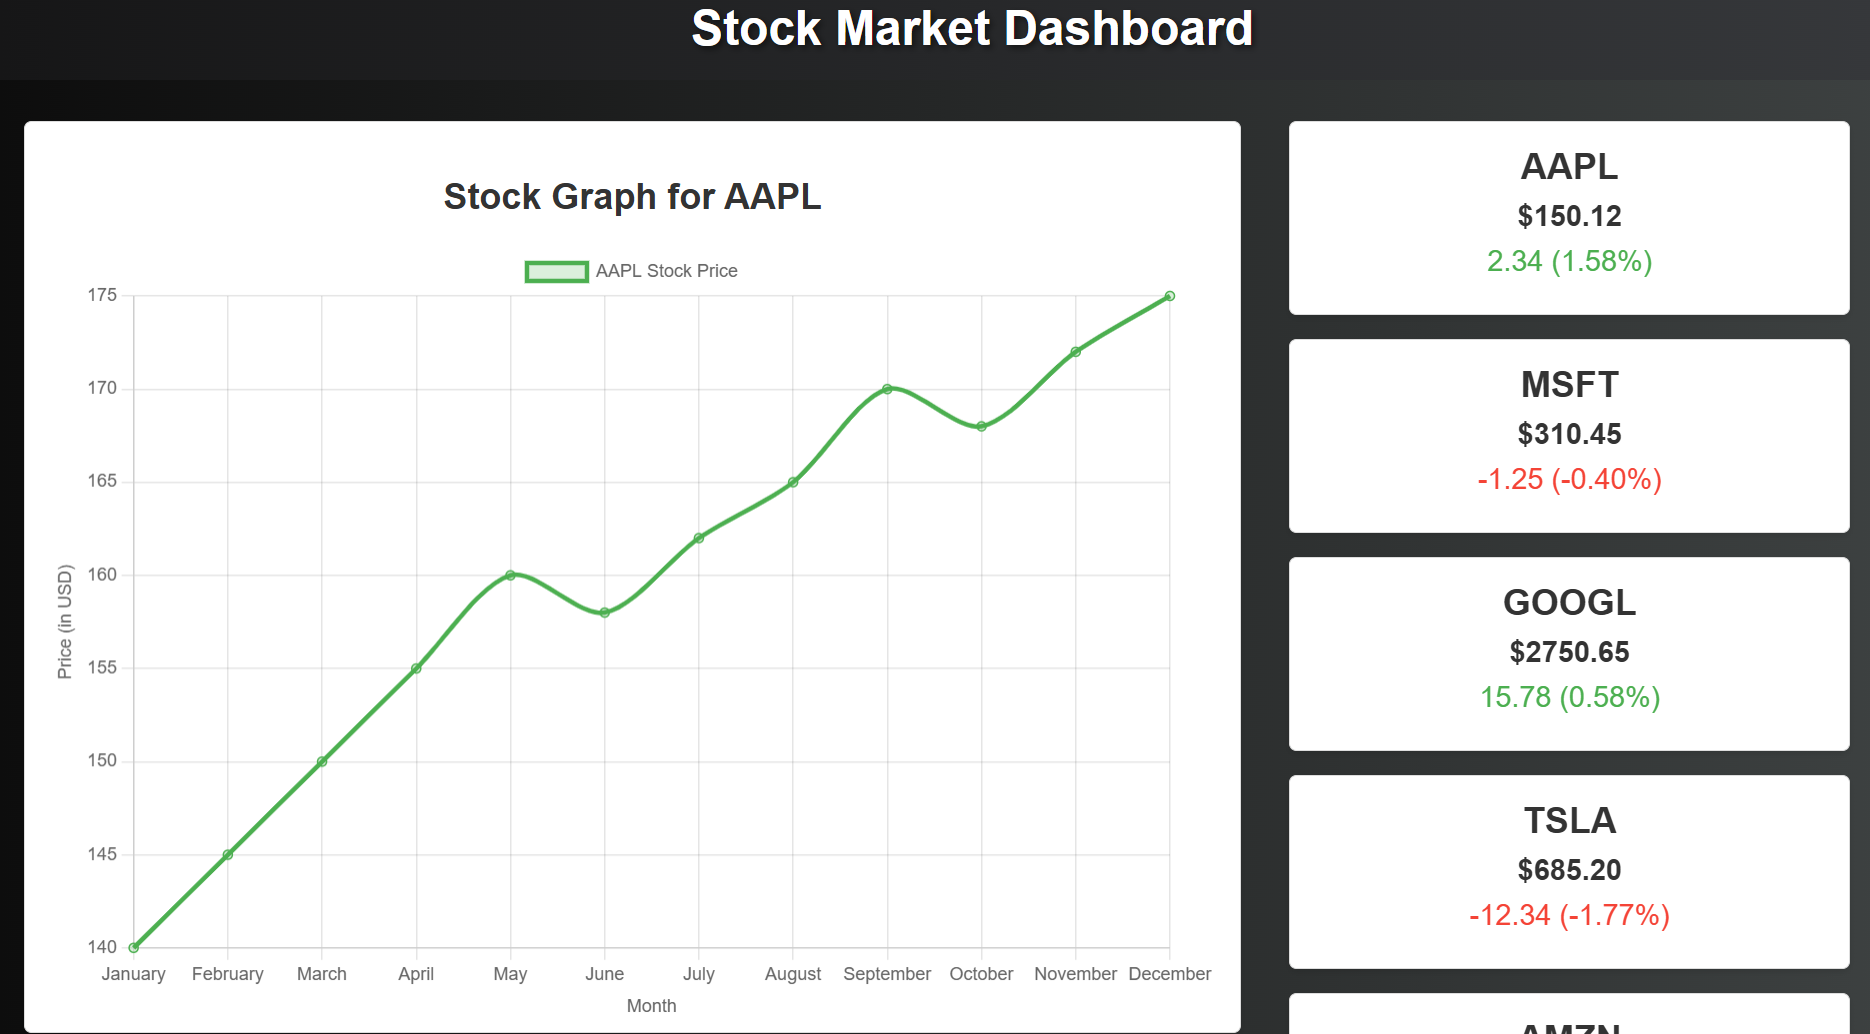 Stock Market Dashboard
Stock Graph for AAPL
AAPL Stock Price
175
170
165
160
155
150
145
140
Price (in USD)
January February March April May June July August September October November December
Month
AAPL
$150.12
2.34 (1.58%)
MSFT
$310.45
-1.25 (-0.40%)
GOOGL
$2750.65
15.78 (0.58%)
TSLA
$685.20
-12.34 (-1.77%)
AMZN